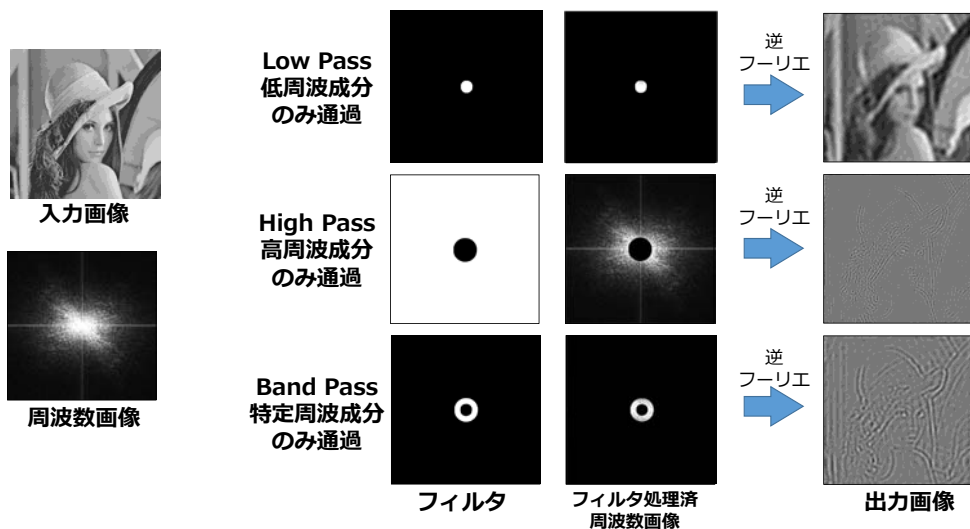 入力画像
周波数画像
Low Pass
低周波成分
のみ通過
逆
フーリエ
High Pass
高周波成分
のみ通過
逆
フーリエ
Band Pass
特定周波成分
のみ通過
逆
フーリエ
フィルタ
フィルタ処理済
周波数画像
出力画像